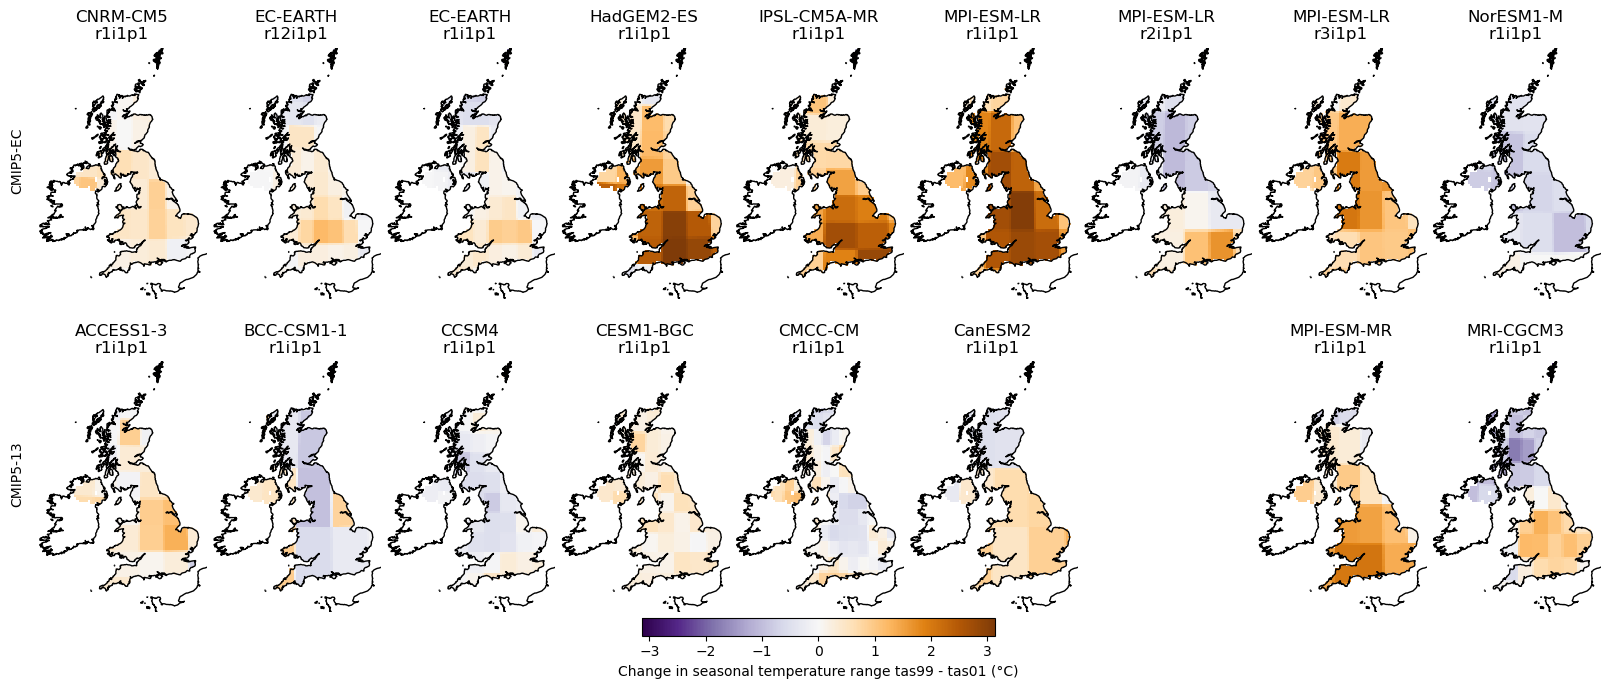 CNRM-CM5 EC-EARTH EC-EARTH HadGEM2-ES IPSL-CM5A-MR MPI-ESM-LR MPI-ESM-LR MPI-ESM-LR NorESM1-M
r1i1p1 r12i1p1 r1i1p1 r1i1p1 r1i1p1 r1i1p1 r2i1p1 r3i1p1 r1i1p1
CMIP5-EC
ACCESS1-3 BCC-CSM1-1 CCSM4 CESM1-BGC CMCC-CM CanESM2 MPI-ESM-MR MRI-CGCM3
r1i1p1 r1i1p1 r1i1p1 r1i1p1 r1i1p1 r1i1p1 r1i1p1 r1i1p1
CMIP5-13
−3 −2 −1 0 1 2 3
Change in seasonal temperature range tas99 - tas01 (°C)